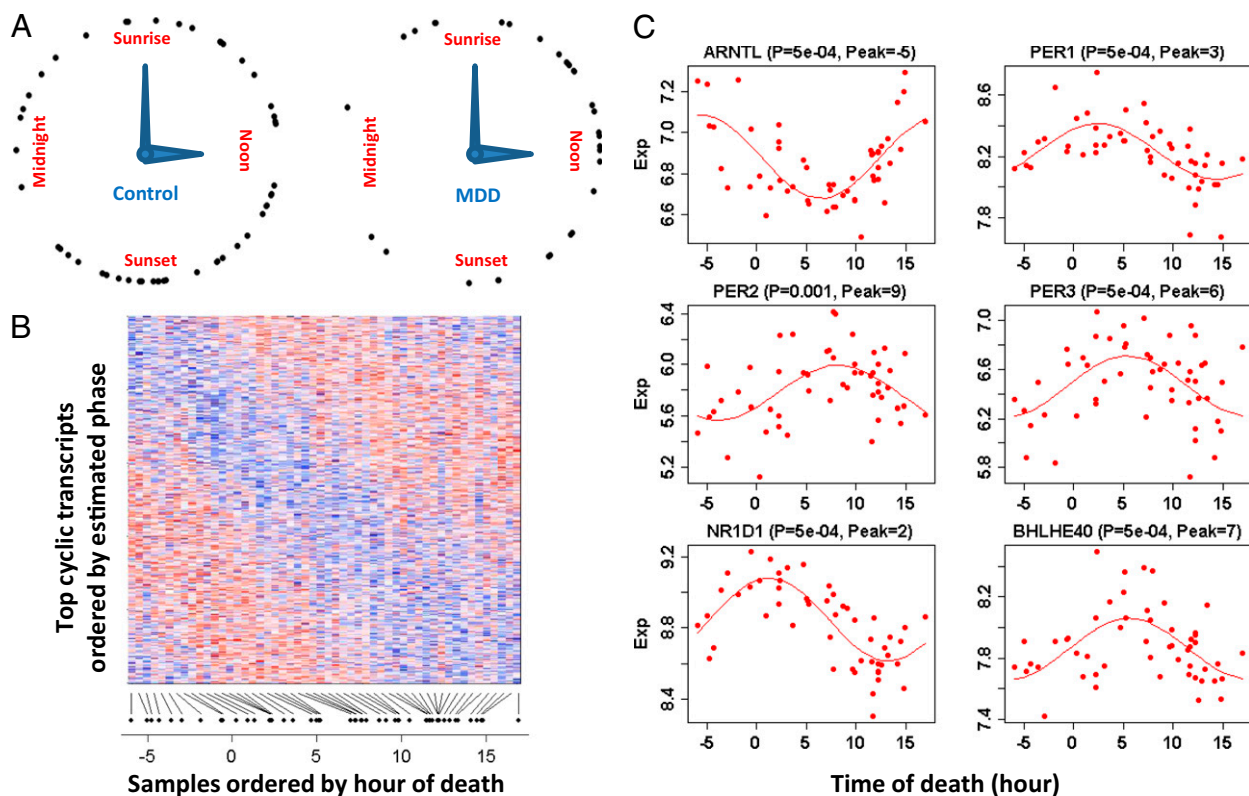 A
Sunrise
Midnight
Noon
Control
Sunset
Sunrise
Midnight
Noon
MDD
Sunset
B
Top cyclic transcripts
ordered by estimated phase
-5 0 5 10 15
Samples ordered by hour of death
C
ARNTL (P=5e-04, Peak=-5)
Exp
6.6 6.8 7.0 7.2
-5 0 5 10 15
PER1 (P=5e-04, Peak=3)
7.8 8.2 8.6
-5 0 5 10 15
PER2 (P=0.001, Peak=9)
Exp
5.2 5.6 6.0 6.4
-5 0 5 10 15
PER3 (P=5e-04, Peak=6)
5.8 6.2 6.6 7.0
-5 0 5 10 15
NR1D1 (P=5e-04, Peak=2)
Exp
8.4 8.8 9.2
-5 0 5 10 15
BHLHE40 (P=5e-04, Peak=7)
7.4 7.8 8.2
-5 0 5 10 15
Time of death (hour)